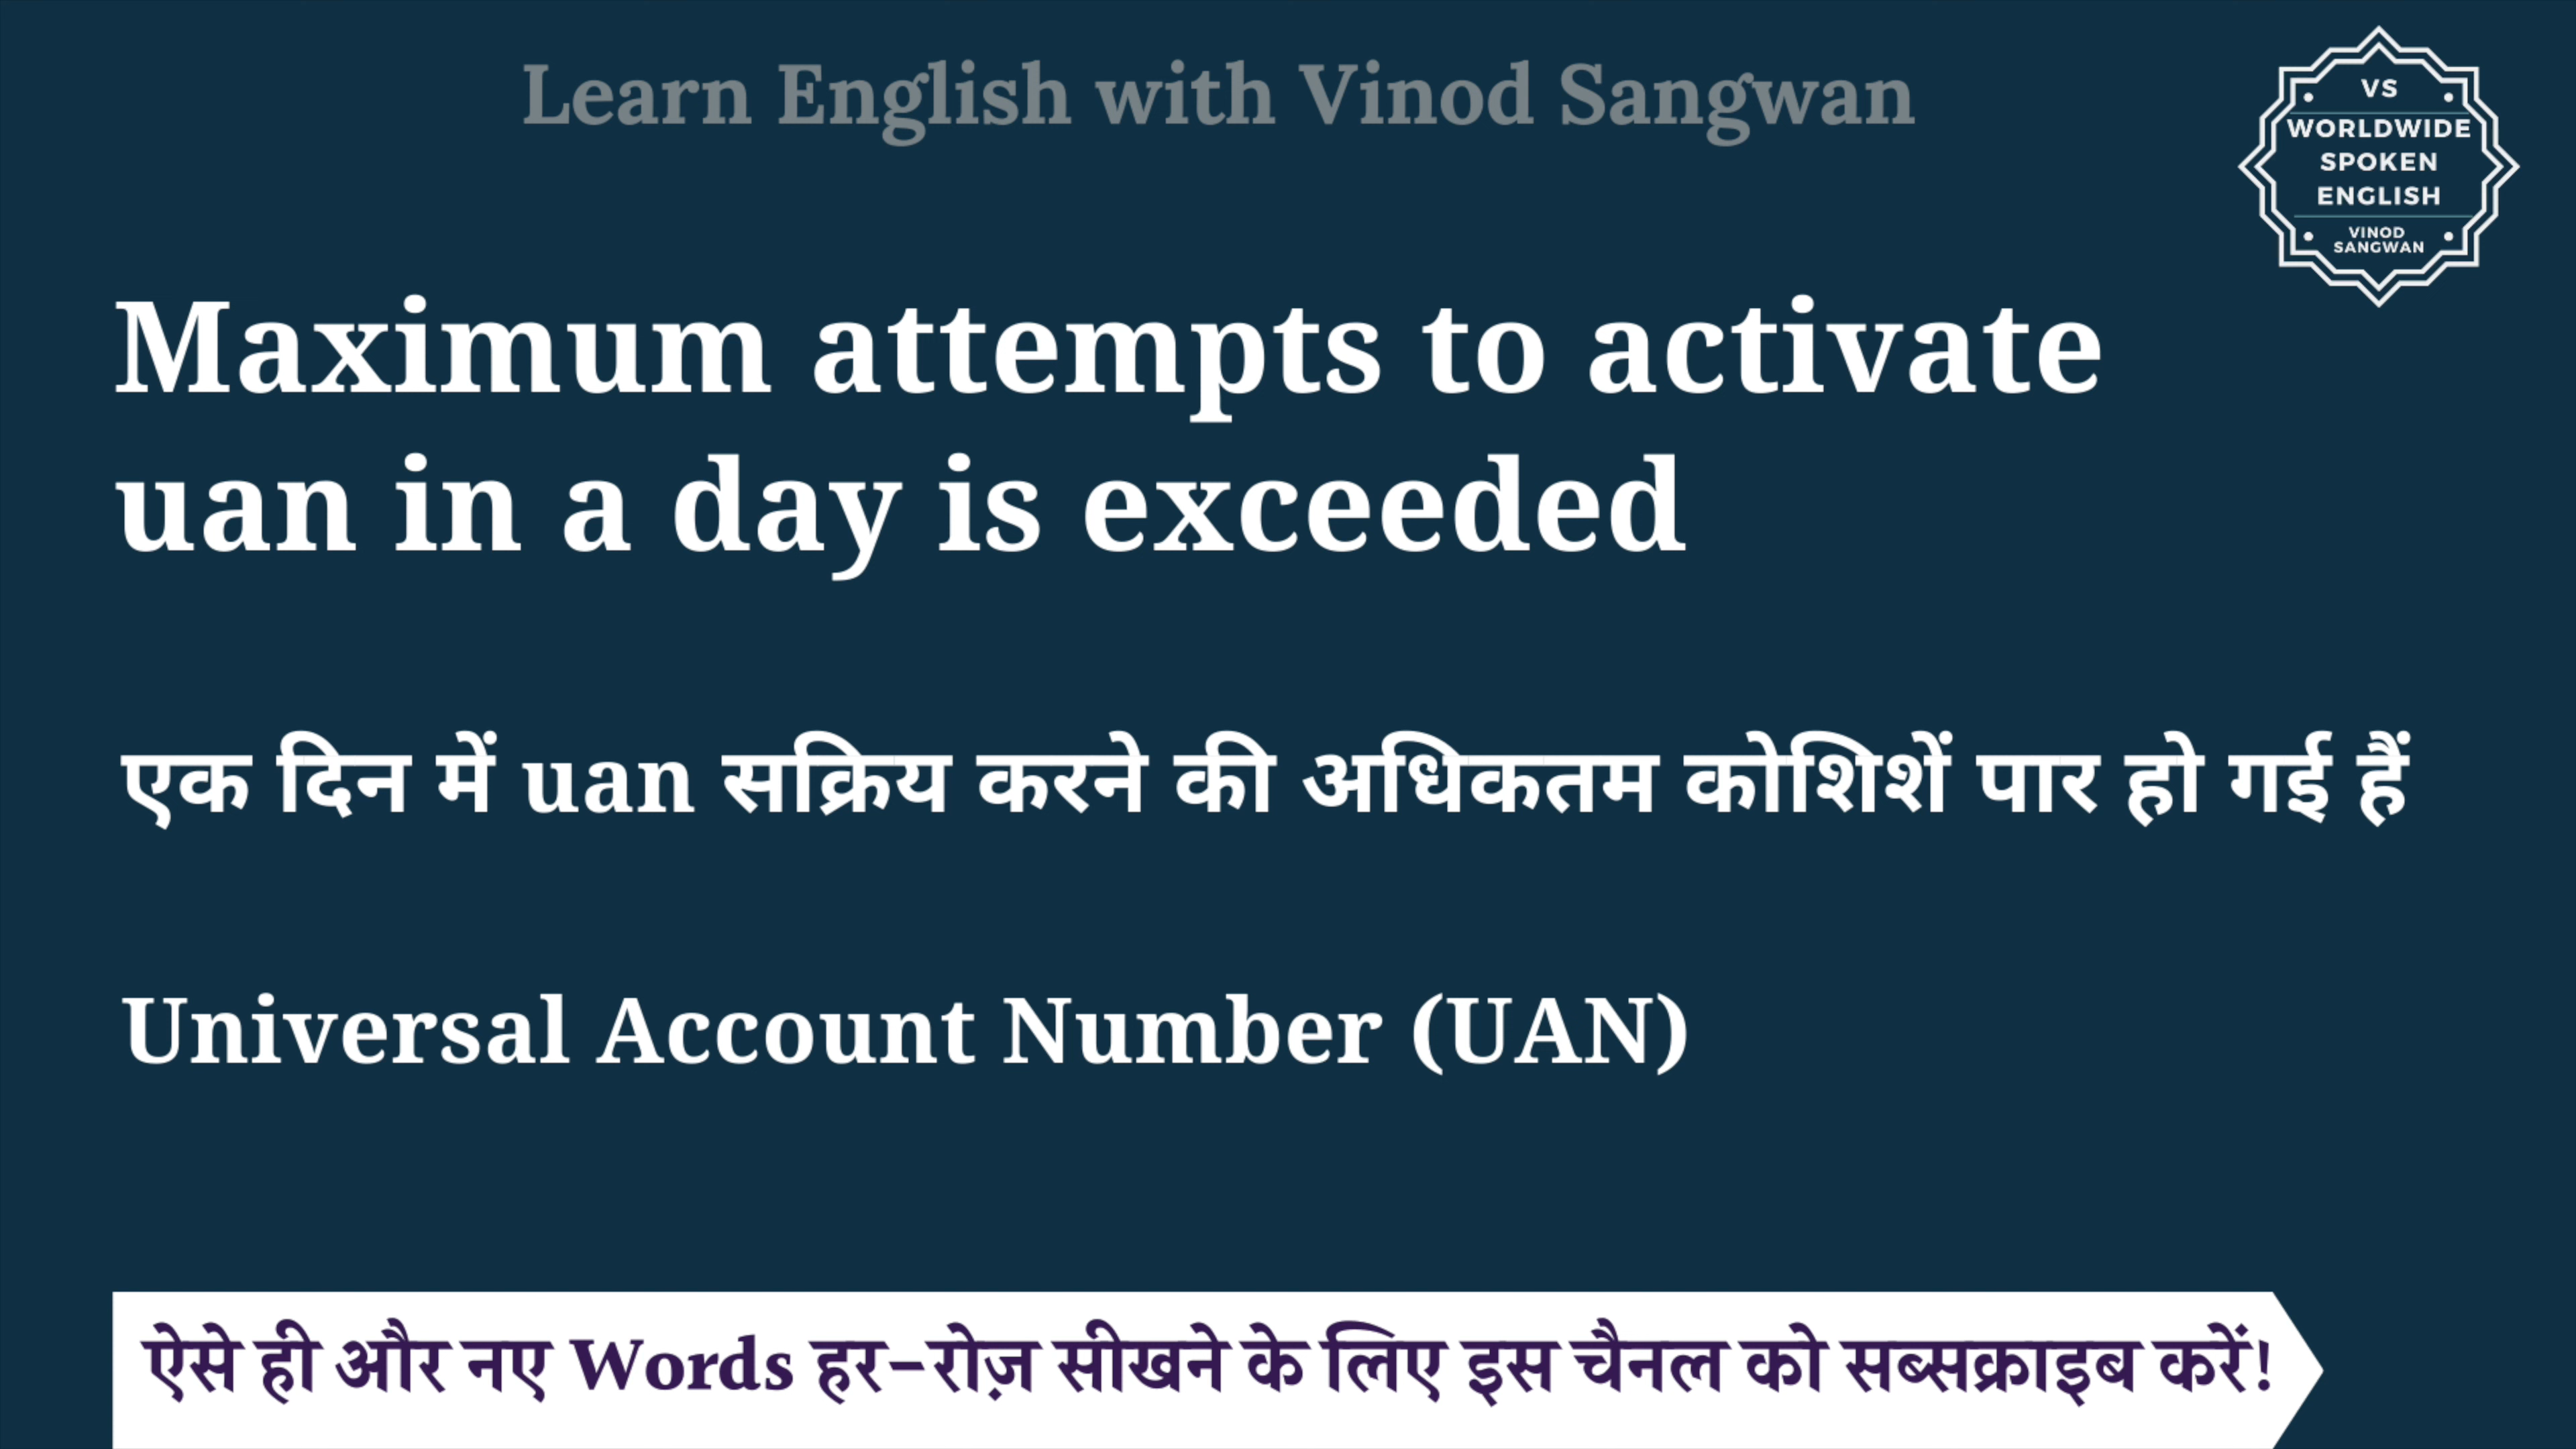 Learn English with Vinod Sangwan
VS
WORLDWIDE
SPOKEN
ENGLISH
VINOD
SANGWAN
Maximum attempts to activate
uan in a day is exceeded
एक दिन में uan सक्रिय करने की अधिकतम कोशिशें पार हो गई हैं
Universal Account Number (UAN)
ऐसे ही और नए Words हर-रोज़ सीखने के लिए इस चैनल को सब्सक्राइब करें!